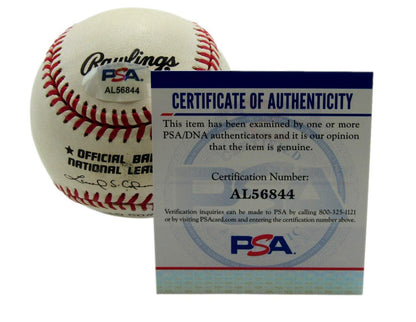 Rawlings
PSA
AL56844
OFFICIAL BA
NATIONAL LEA
CERTIFICATE OF AUTHENTICITY
This item has been examined by one or more
PSA/DNA authenticators and it is our opinion
that the item is genuine.
Certification Number:
AL56844
Verification inquiries can be made to PSA by calling 800-325-1121
or by visiting PSAcard.com and entering the certification number above.
PSA